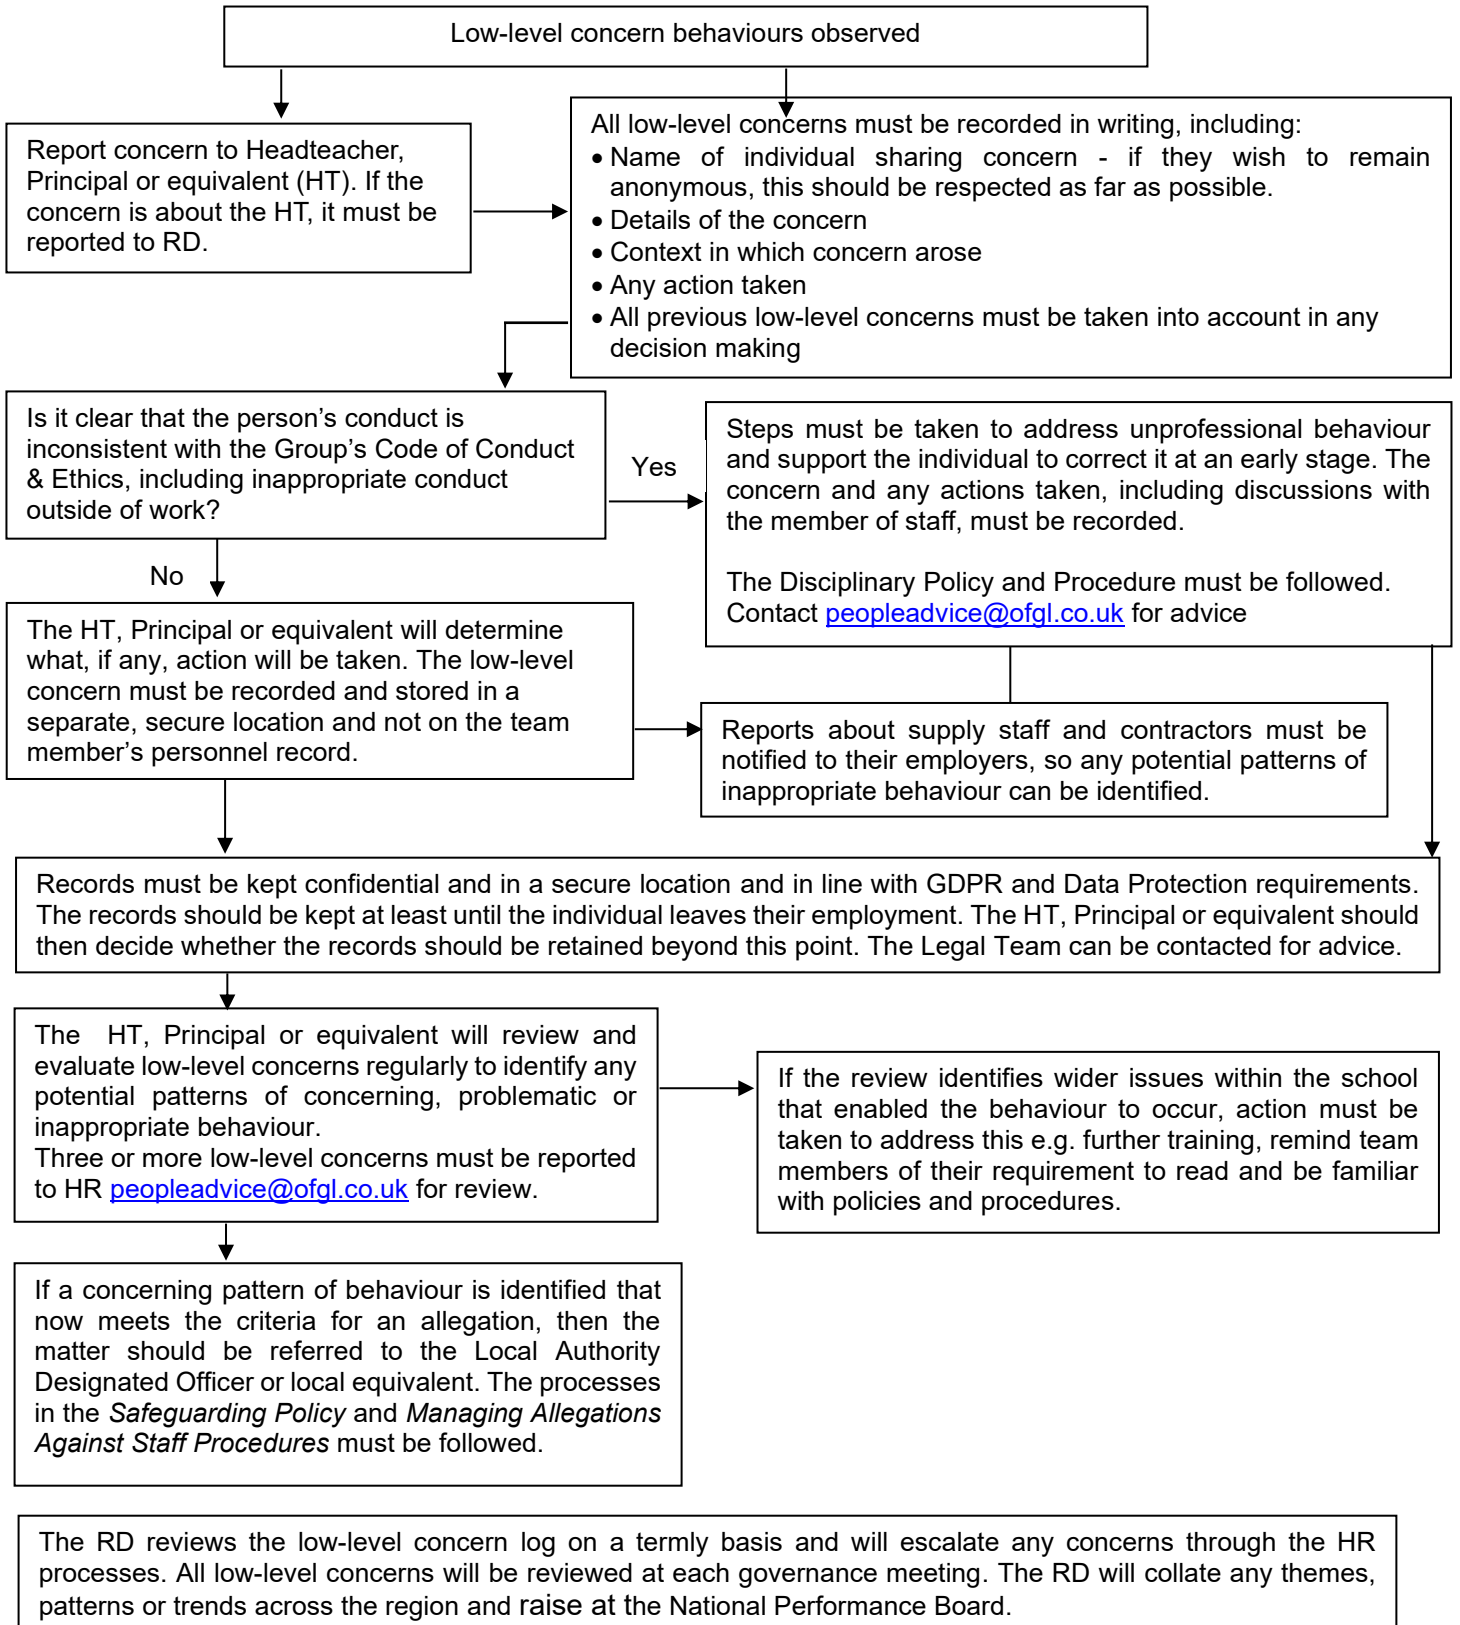 Low-level concern behaviours observed
Report concern to Headteacher,
Principal or equivalent (HT). If the
concern is about the HT, it must be
reported to RD.
All low-level concerns must be recorded in writing, including:
• Name of individual sharing concern - if they wish to remain
anonymous, this should be respected as far as possible.
• Details of the concern
• Context in which concern arose
• Any action taken
• All previous low-level concerns must be taken into account in any
decision making
Is it clear that the person's conduct is
inconsistent with the Group's Code of Conduct
& Ethics, including inappropriate conduct
outside of work?
Yes
Steps must be taken to address unprofessional behaviour
and support the individual to correct it at an early stage. The
concern and any actions taken, including discussions with
the member of staff, must be recorded.
The Disciplinary Policy and Procedure must be followed.
Contact peopleadvice@ofgl.co.uk for advice
No
The HT, Principal or equivalent will determine
what, if any, action will be taken. The low-level
concern must be recorded and stored in a
separate, secure location and not on the team
member's personnel record.
Reports about supply staff and contractors must be
notified to their employers, so any potential patterns of
inappropriate behaviour can be identified.
Records must be kept confidential and in a secure location and in line with GDPR and Data Protection requirements.
The records should be kept at least until the individual leaves their employment. The HT, Principal or equivalent should
then decide whether the records should be retained beyond this point. The Legal Team can be contacted for advice.
The HT, Principal or equivalent will review and
evaluate low-level concerns regularly to identify any
potential patterns of concerning, problematic or
inappropriate behaviour.
Three or more low-level concerns must be reported
to HR peopleadvice@ofgl.co.uk for review.
If the review identifies wider issues within the school
that enabled the behaviour to occur, action must be
taken to address this e.g. further training, remind team
members of their requirement to read and be familiar
with policies and procedures.
If a concerning pattern of behaviour is identified that
now meets the criteria for an allegation, then the
matter should be referred to the Local Authority
Designated Officer or local equivalent. The processes
in the Safeguarding Policy and Managing Allegations
Against Staff Procedures must be followed.
The RD reviews the low-level concern log on a termly basis and will escalate any concerns through the HR
processes. All low-level concerns will be reviewed at each governance meeting. The RD will collate any themes,
patterns or trends across the region and raise at the National Performance Board.